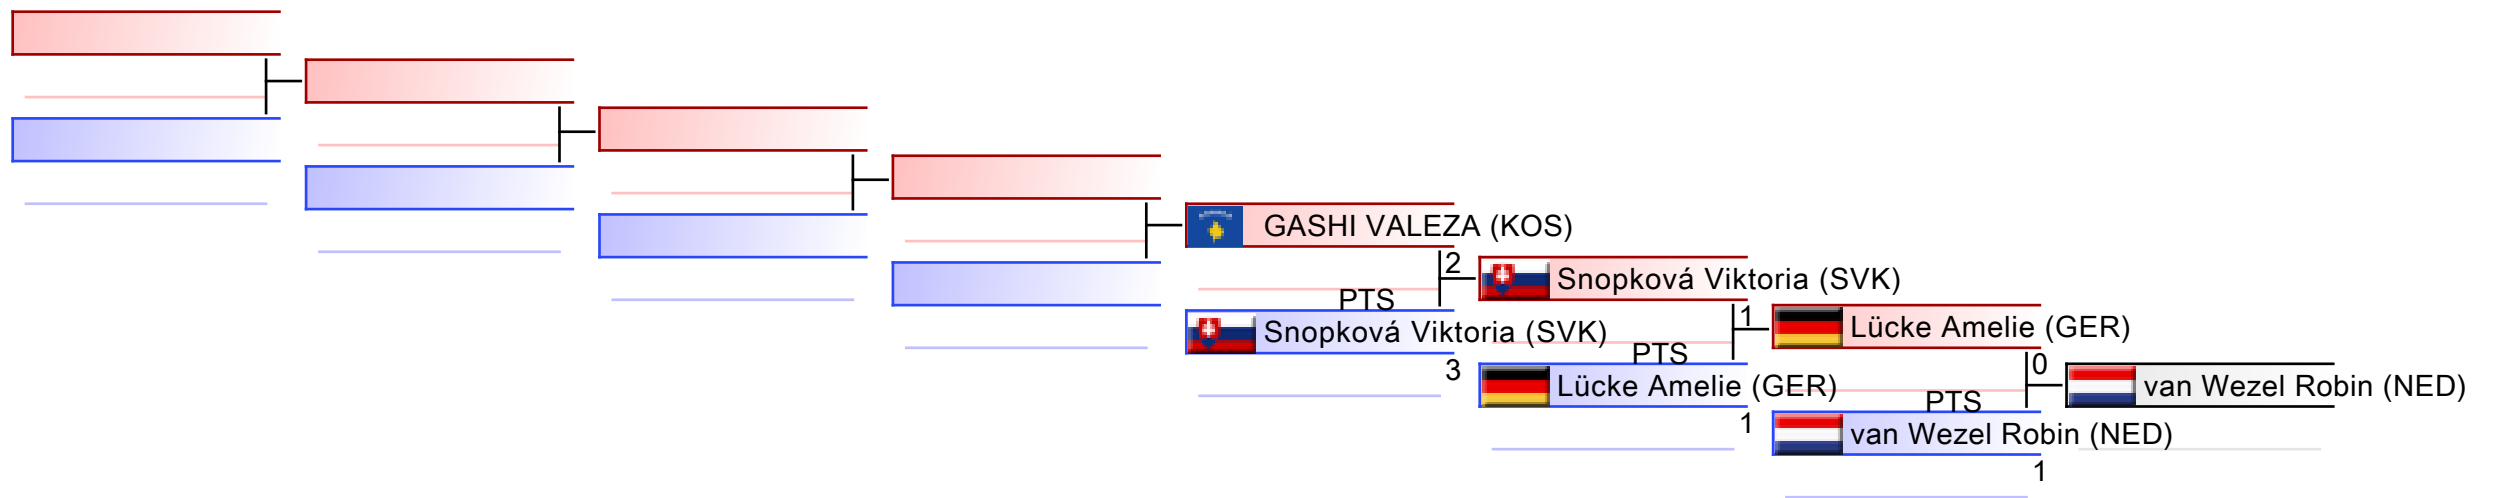 GASHI VALEZA (KOS)
2
PTS
Snopková Viktoria (SVK)
3
Snopková Viktoria (SVK)
1
PTS
Lücke Amelie (GER)
1
Lücke Amelie (GER)
0
PTS
van Wezel Robin (NED)
1
van Wezel Robin (NED)